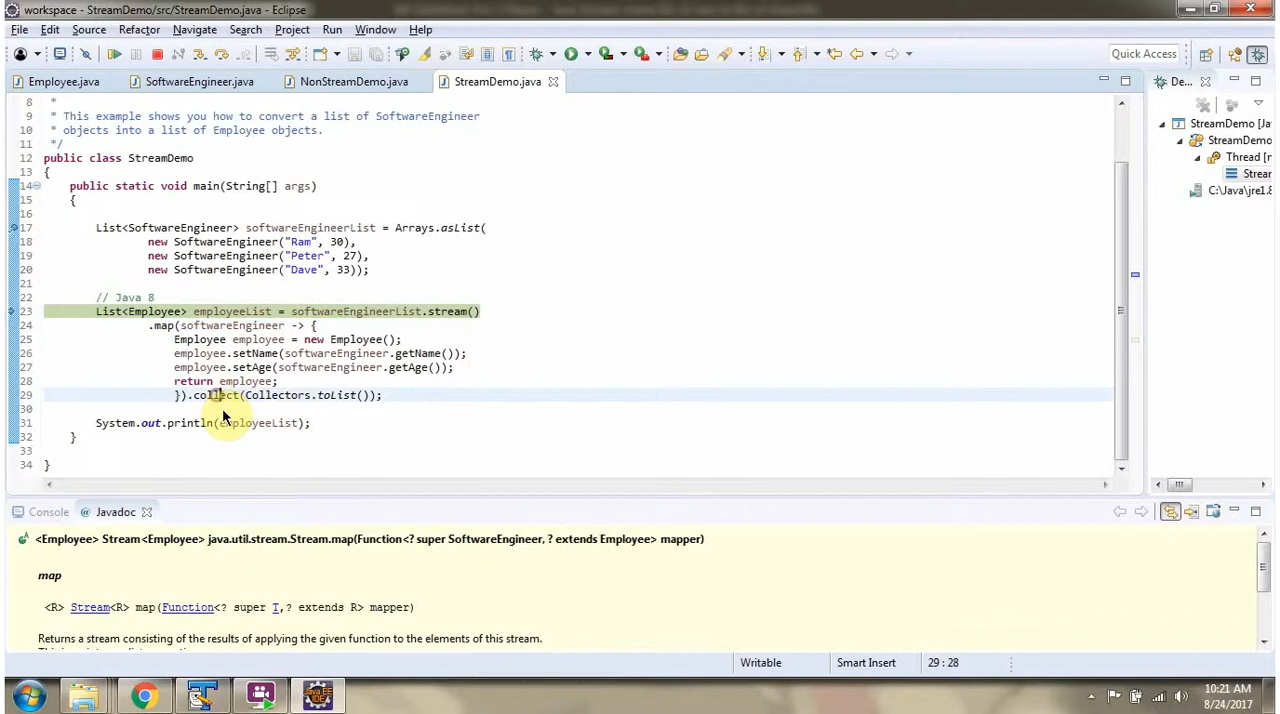 workspace - StreamDemo/src/StreamDemo.java - Eclipse
File Edit Source Refactor Navigate Search Project Run Window Help
Quick Access
Employee.java SoftwareEngineer.java NonStreamDemo.java StreamDemo.java De...
8 *
9 * This example shows you how to convert a list of SoftwareEngineer
10 * objects into a list of Employee objects.
11 */
12 public class StreamDemo
13 {
14 public static void main(String[] args)
15 {
16
17 List<SoftwareEngineer> softwareEngineerList = Arrays.asList(
18 new SoftwareEngineer("Ram", 30),
19 new SoftwareEngineer("Peter", 27),
20 new SoftwareEngineer("Dave", 33));
21
22 // Java 8
23 List<Employee> employeeList = softwareEngineerList.stream()
24 .map(softwareEngineer -> {
25 Employee employee = new Employee();
26 employee.setName(softwareEngineer.getName());
27 employee.setAge(softwareEngineer.getAge());
28 return employee;
29 }).collect(Collectors.toList());
30
31 System.out.println(employeeList);
32 }
33
34 }
StreamDemo [Ja
StreamDemo
Thread [n
Strear
C:\Java\jre1.8
Console @ Javadoc
<Employee> Stream<Employee> java.util.stream.Stream.map(Function<? super SoftwareEngineer, ? extends Employee> mapper)
map
<R> Stream<R> map(Function<? super T,? extends R> mapper)
Returns a stream consisting of the results of applying the given function to the elements of this stream.
Writable Smart Insert 29 : 28
10:21 AM
8/24/2017